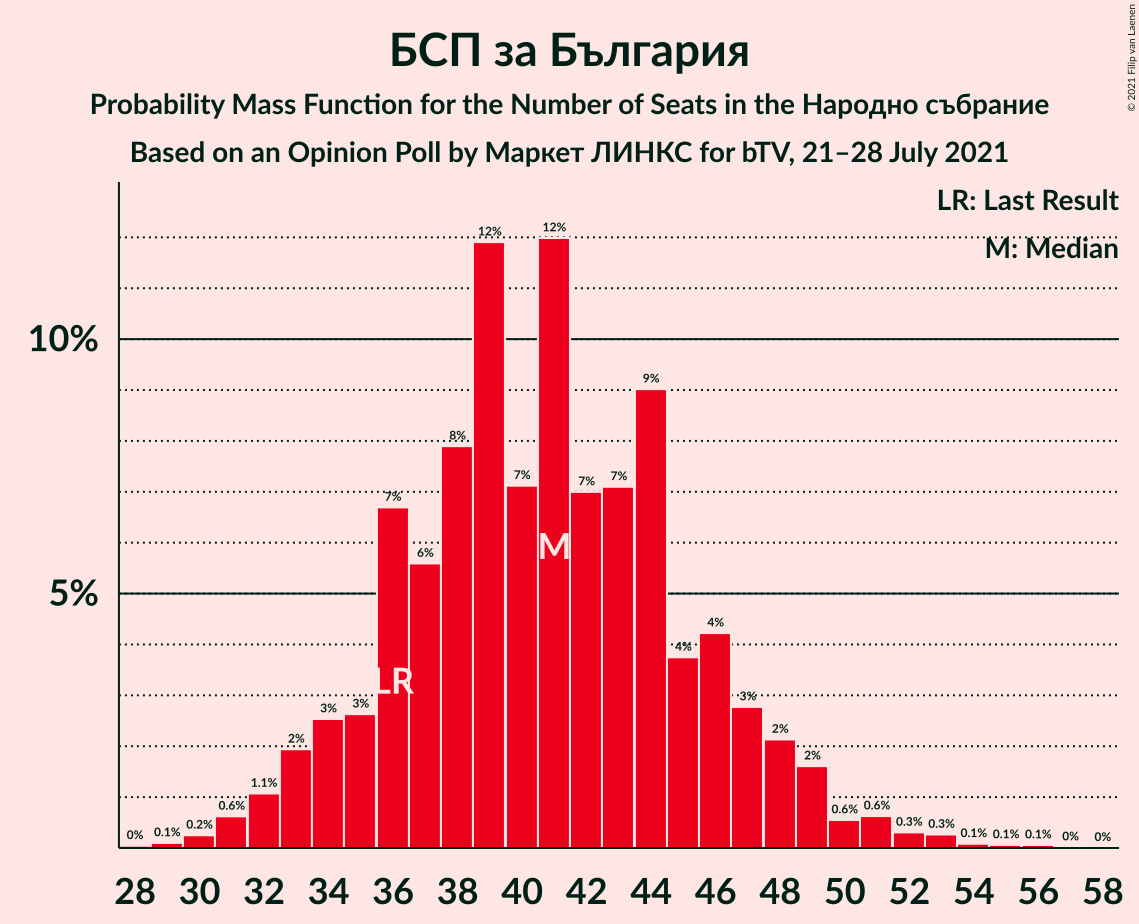 БСП за България
Probability Mass Function for the Number of Seats in the Народно събрание
Based on an Opinion Poll by Маркет ЛИНКС for bTV, 21–28 July 2021
© 2021 Filip van Laenen
LR: Last Result
M: Median
10%
5%
0% 0.1% 0.2% 0.6% 1.1% 2% 3% 3% 7% 6% 8% 12% 7% 12% 7% 7% 9% 4% 4% 3% 2% 2% 0.6% 0.6% 0.3% 0.3% 0.1% 0.1% 0.1% 0% 0%
LR
M
28 30 32 34 36 38 40 42 44 46 48 50 52 54 56 58